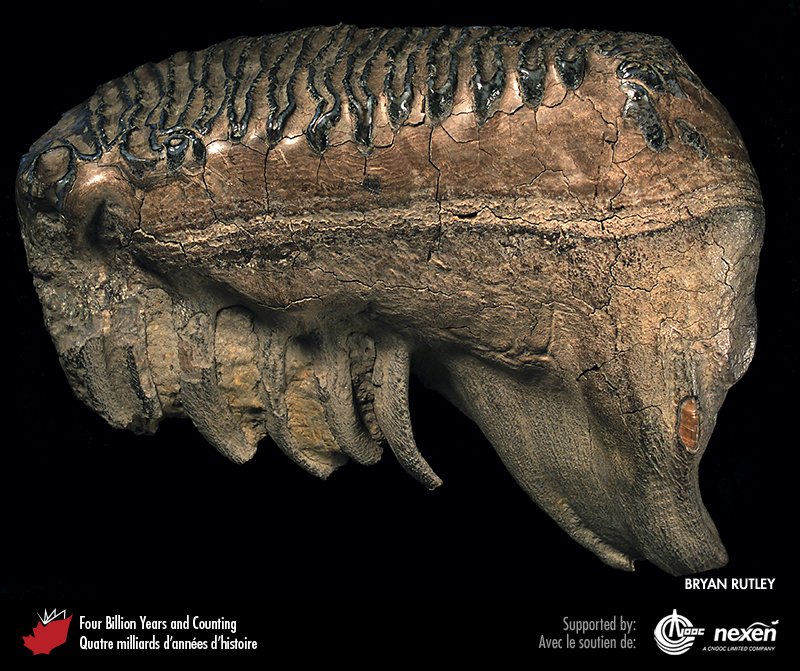 BRYAN RUTLEY
Four Billion Years and Counting
Quatre milliards d'années d'histoire
Supported by:
Avec le soutien de:
CNOOC
nexen
A CNOOC LIMITED COMPANY